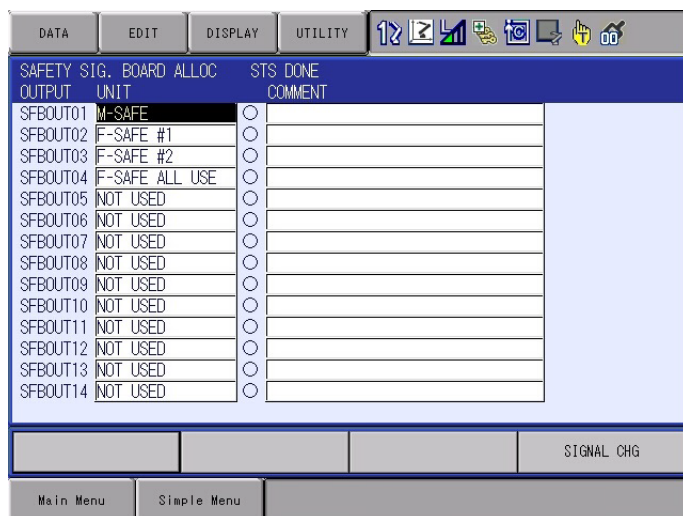 DATA EDIT DISPLAY UTILITY
SAFETY SIG. BOARD ALLOC STS DONE
OUTPUT UNIT COMMENT
SFBOUT01 M-SAFE
SFBOUT02 F-SAFE #1
SFBOUT03 F-SAFE #2
SFBOUT04 F-SAFE ALL USE
SFBOUT05 NOT USED
SFBOUT06 NOT USED
SFBOUT07 NOT USED
SFBOUT08 NOT USED
SFBOUT09 NOT USED
SFBOUT10 NOT USED
SFBOUT11 NOT USED
SFBOUT12 NOT USED
SFBOUT13 NOT USED
SFBOUT14 NOT USED
SIGNAL CHG
Main Menu Simple Menu